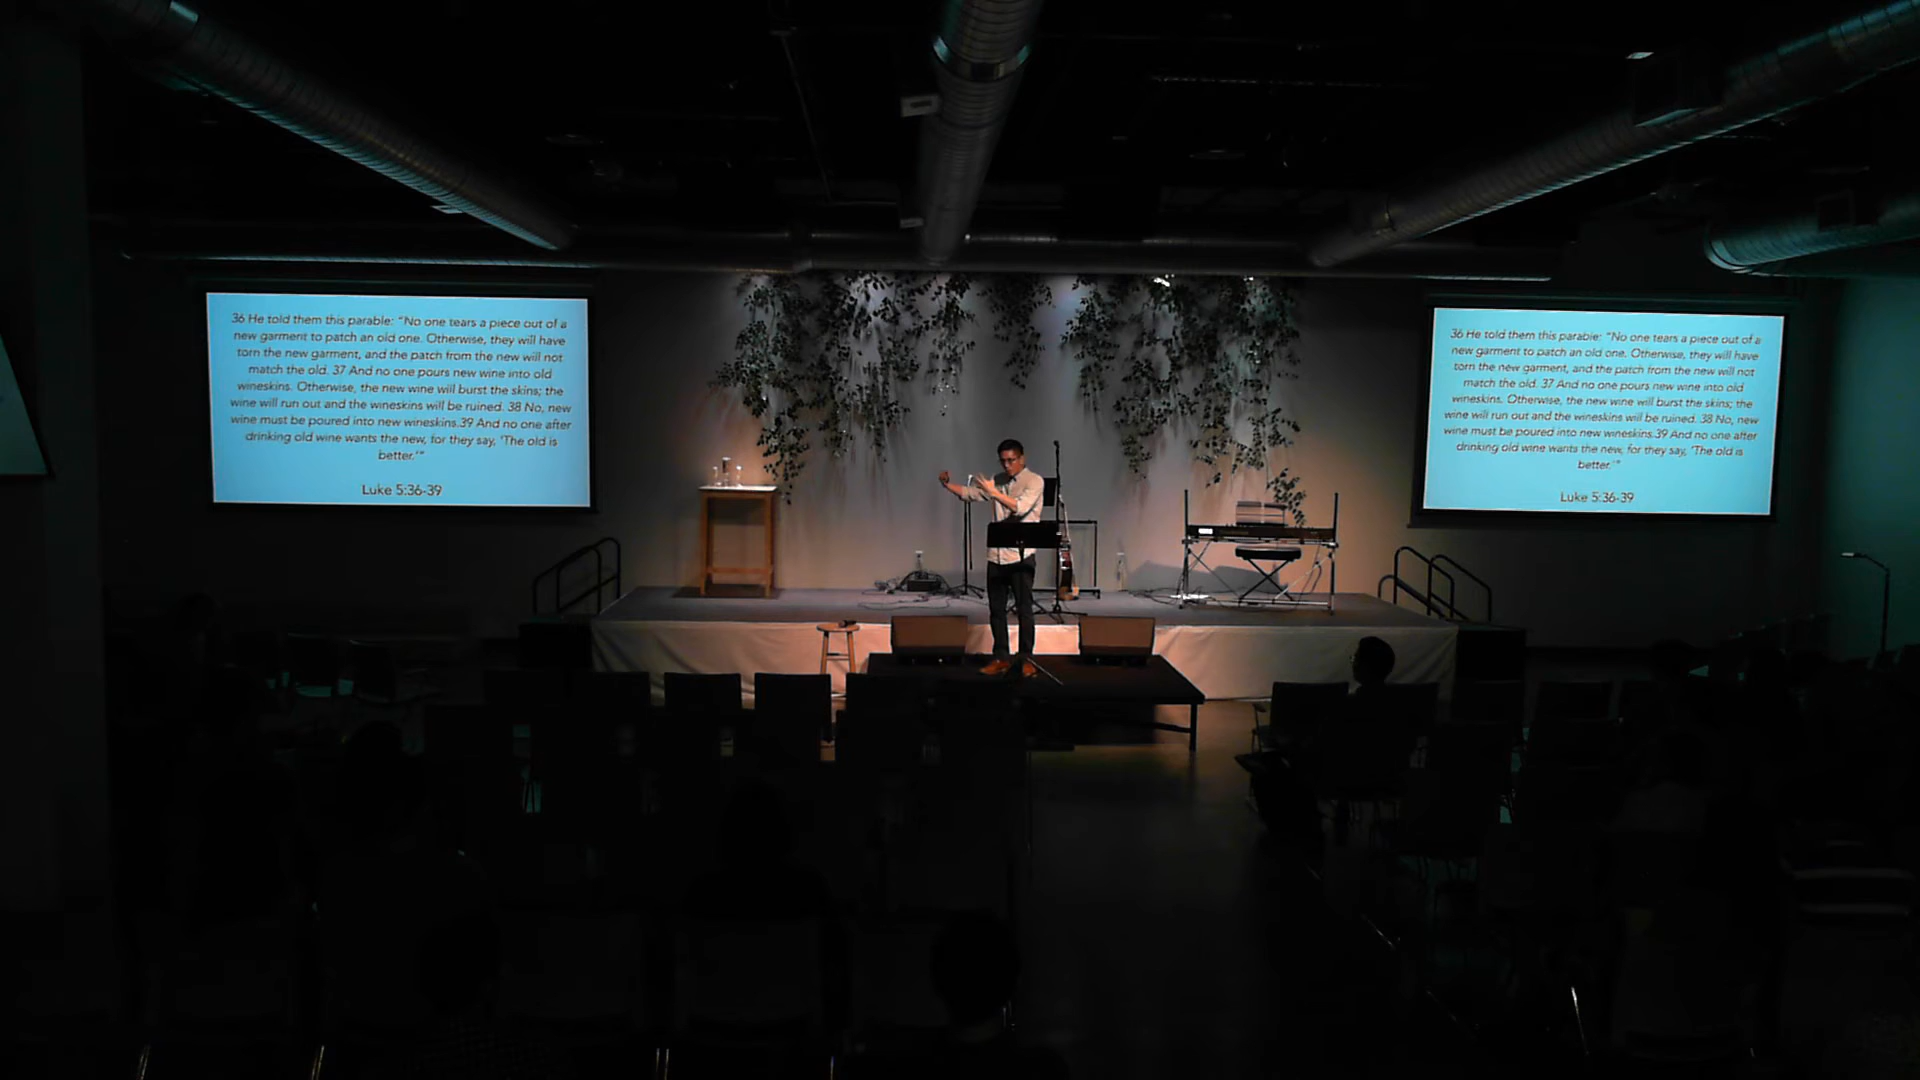 36 He told them this parable: "No one tears a piece out of a
new garment to patch an old one. Otherwise, they will have
torn the new garment, and the patch from the new will not
match the old. 37 And no one pours new wine into old
wineskins. Otherwise, the new wine will burst the skins; the
wine will run out and the wineskins will be ruined. 38 No, new
wine must be poured into new wineskins.39 And no one after
drinking old wine wants the new, for they say, 'The old is
better.'"
Luke 5:36-39
36 He told them this parable: "No one tears a piece out of a
new garment to patch an old one. Otherwise, they will have
torn the new garment, and the patch from the new will not
match the old. 37 And no one pours new wine into old
wineskins. Otherwise, the new wine will burst the skins; the
wine will run out and the wineskins will be ruined. 38 No, new
wine must be poured into new wineskins.39 And no one after
drinking old wine wants the new, for they say, 'The old is
better.'"
Luke 5:36-39